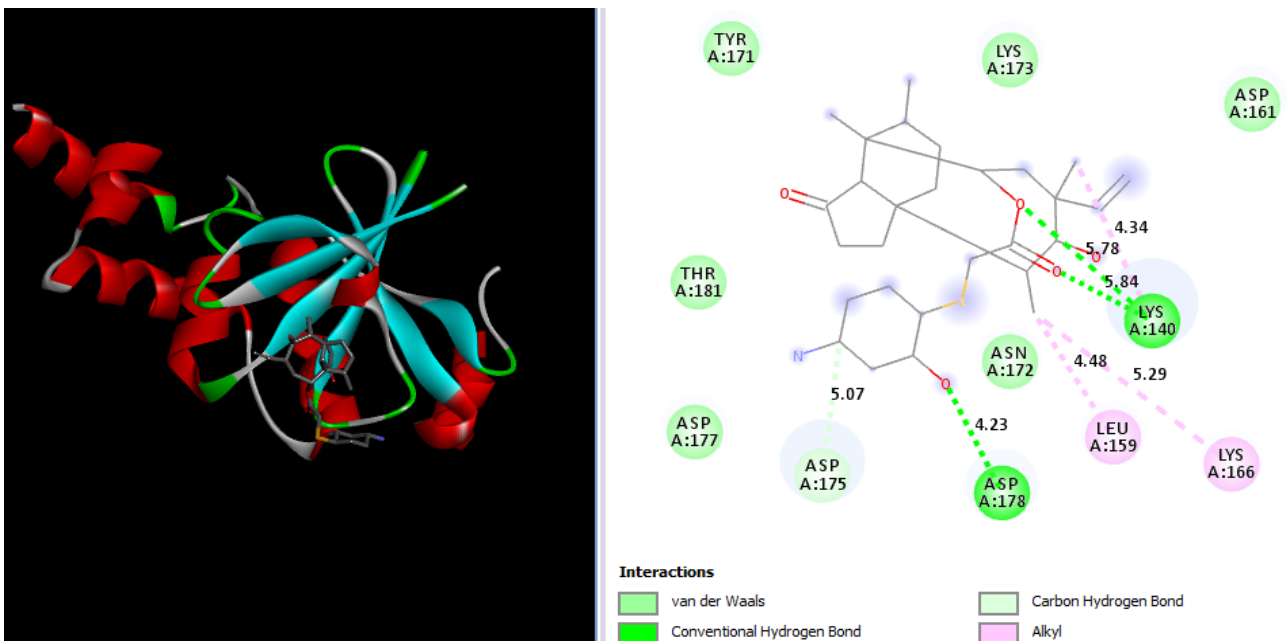 TYR
A:171
LYS
A:173
ASP
A:161
O
O
4.34
5.78
O
O
5.84
THR
A:181
LYS
A:140
S
ASN
A:172
N
4.48
5.29
5.07
O
4.23
ASP
A:177
LEU
A:159
LYS
A:166
ASP
A:175
ASP
A:178
Interactions
van der Waals
Carbon Hydrogen Bond
Conventional Hydrogen Bond
Alkyl